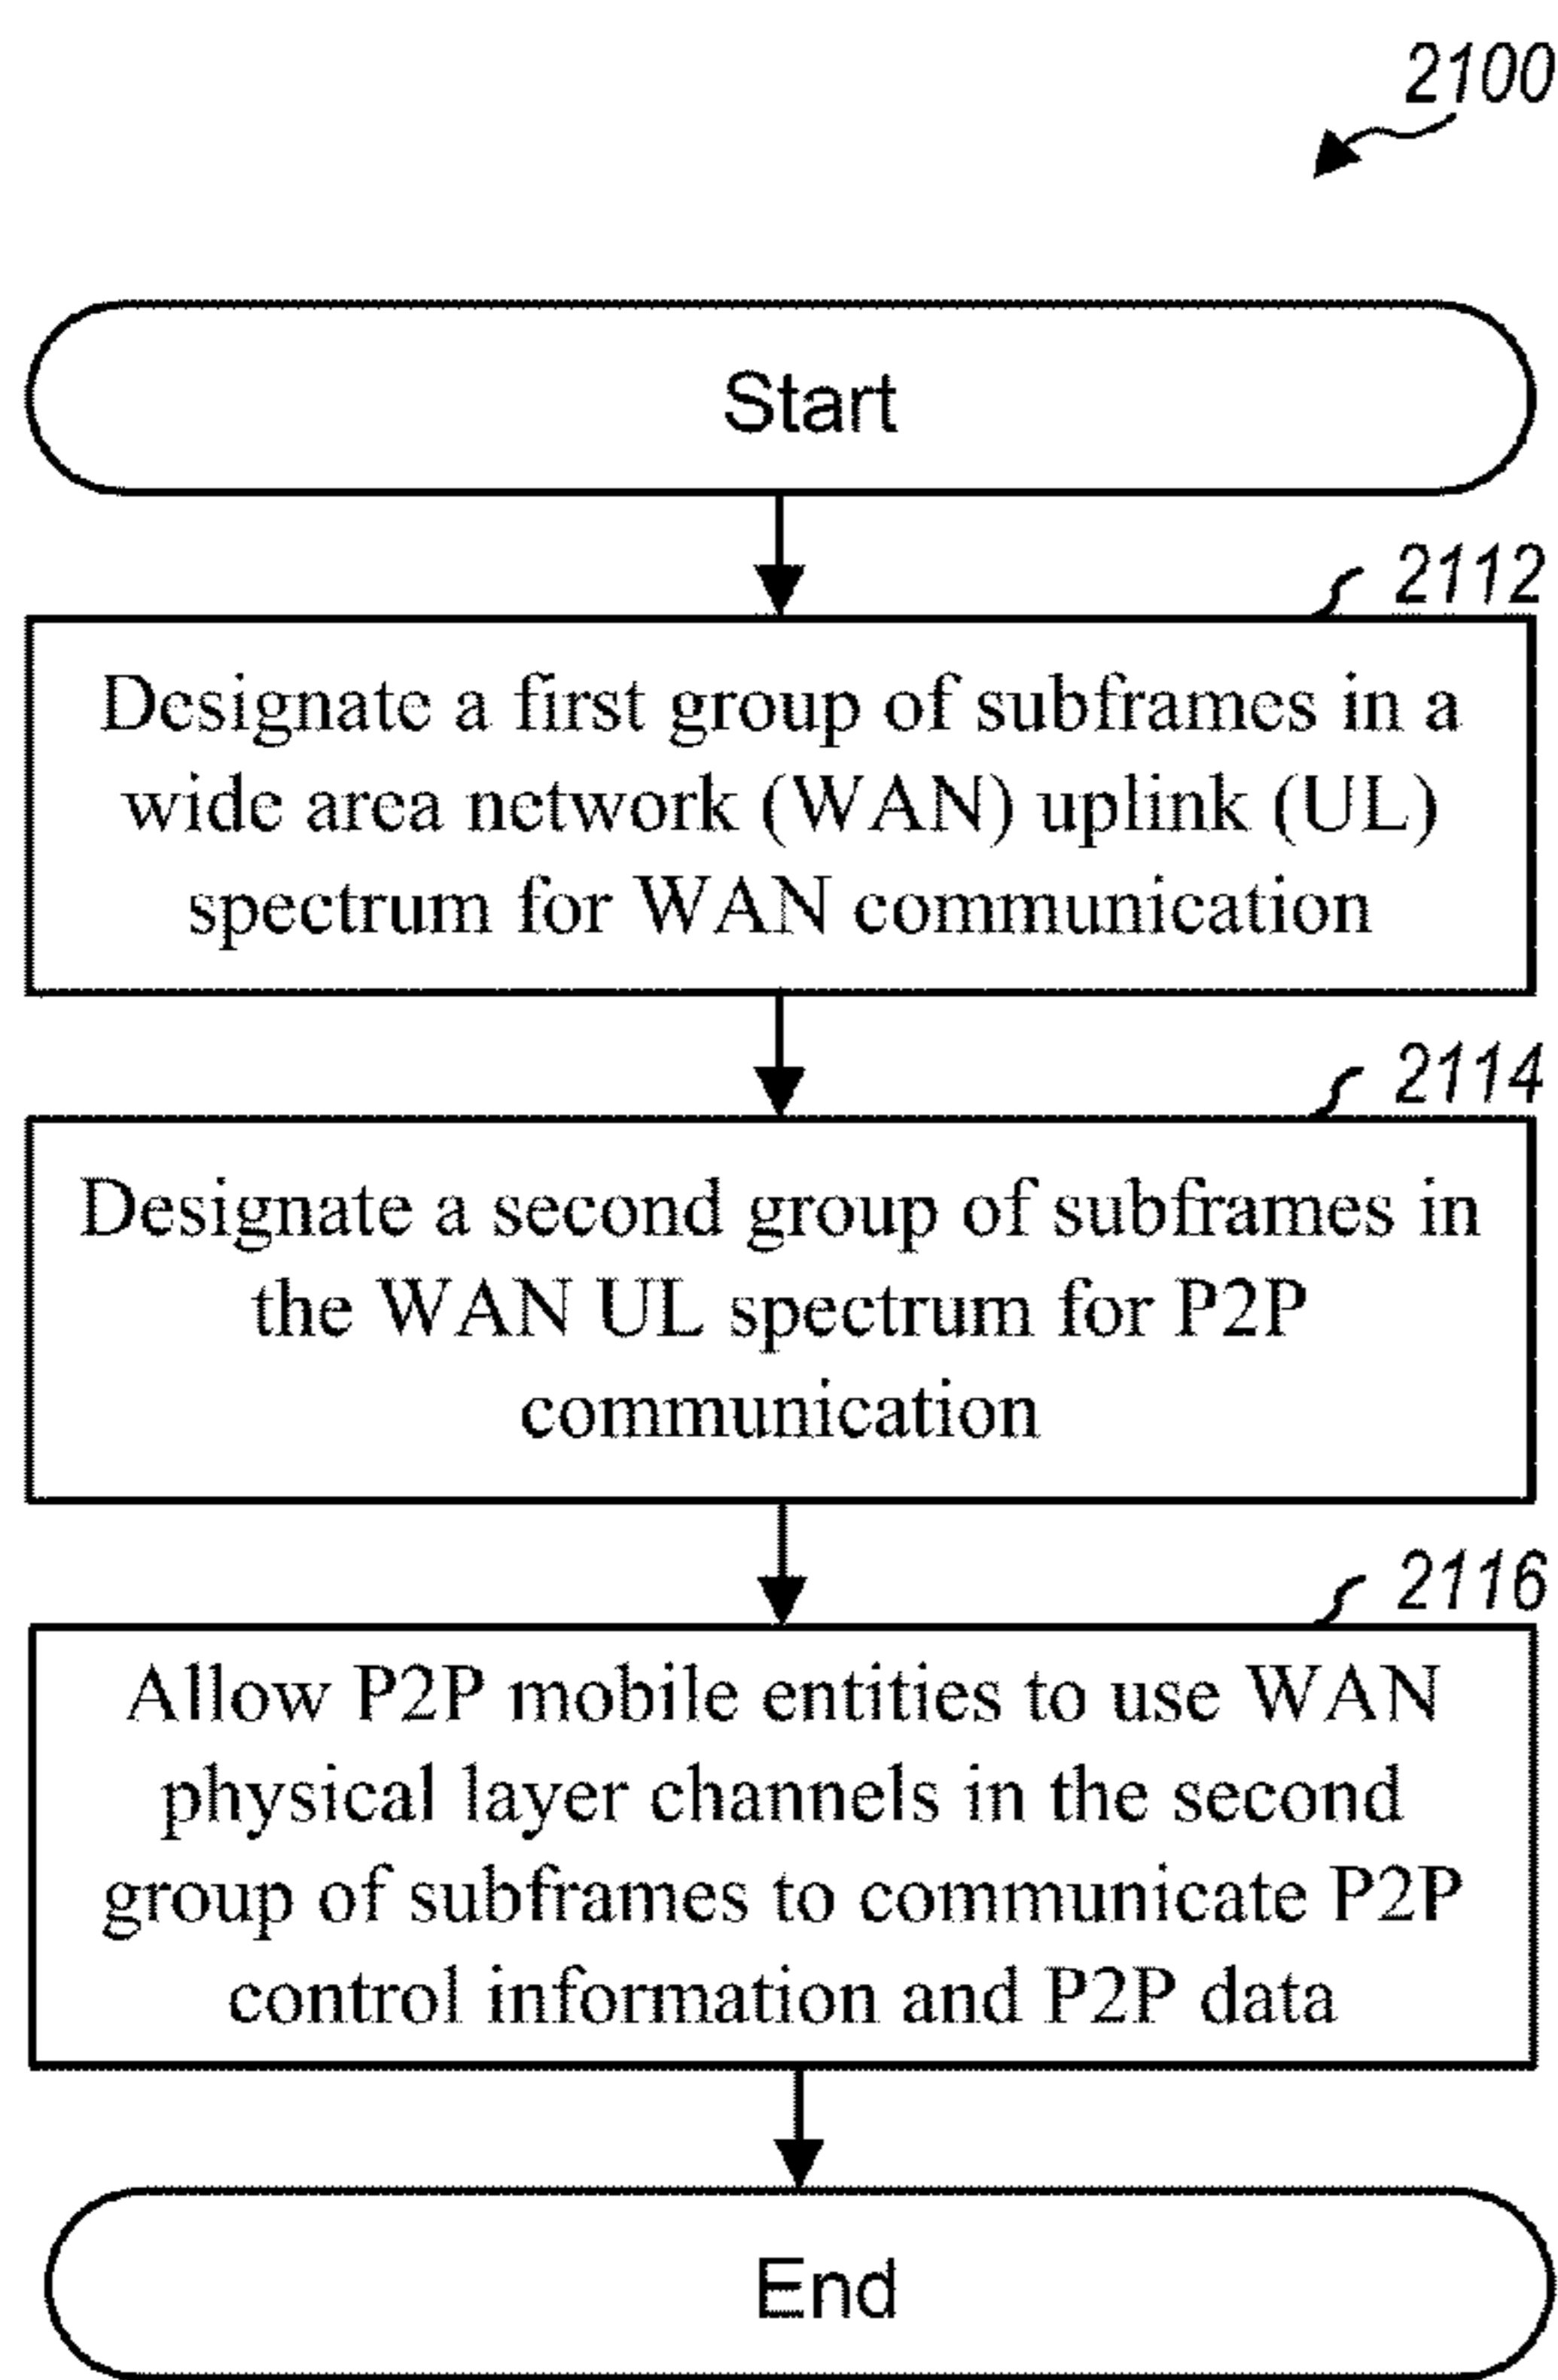 2100
Start
2112
Designate a first group of subframes in a
wide area network (WAN) uplink (UL)
spectrum for WAN communication
2114
Designate a second group of subframes in
the WAN UL spectrum for P2P
communication
2116
Allow P2P mobile entities to use WAN
physical layer channels in the second
group of subframes to communicate P2P
control information and P2P data
End